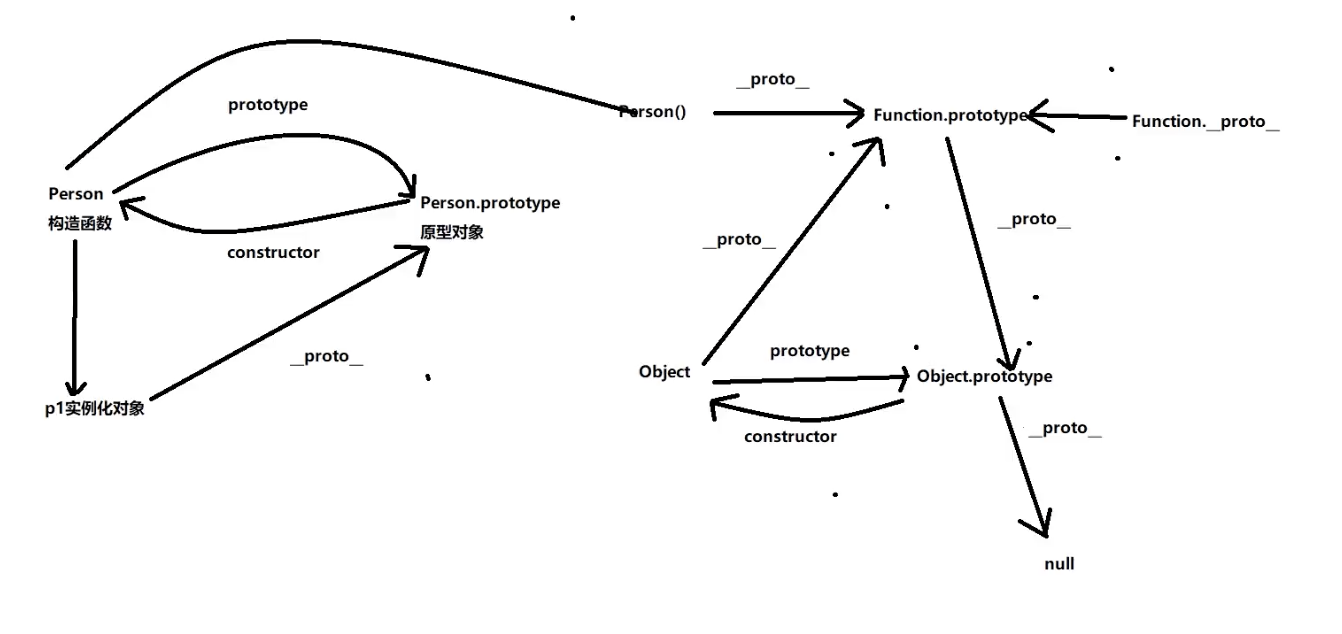 prototype
Person()
__proto__
Function.prototype
Function.__proto__
Person
构造函数
Person.prototype
原型对象
constructor
__proto__
__proto__
__proto__
p1实例化对象
Object
prototype
Object.prototype
constructor
__proto__
null